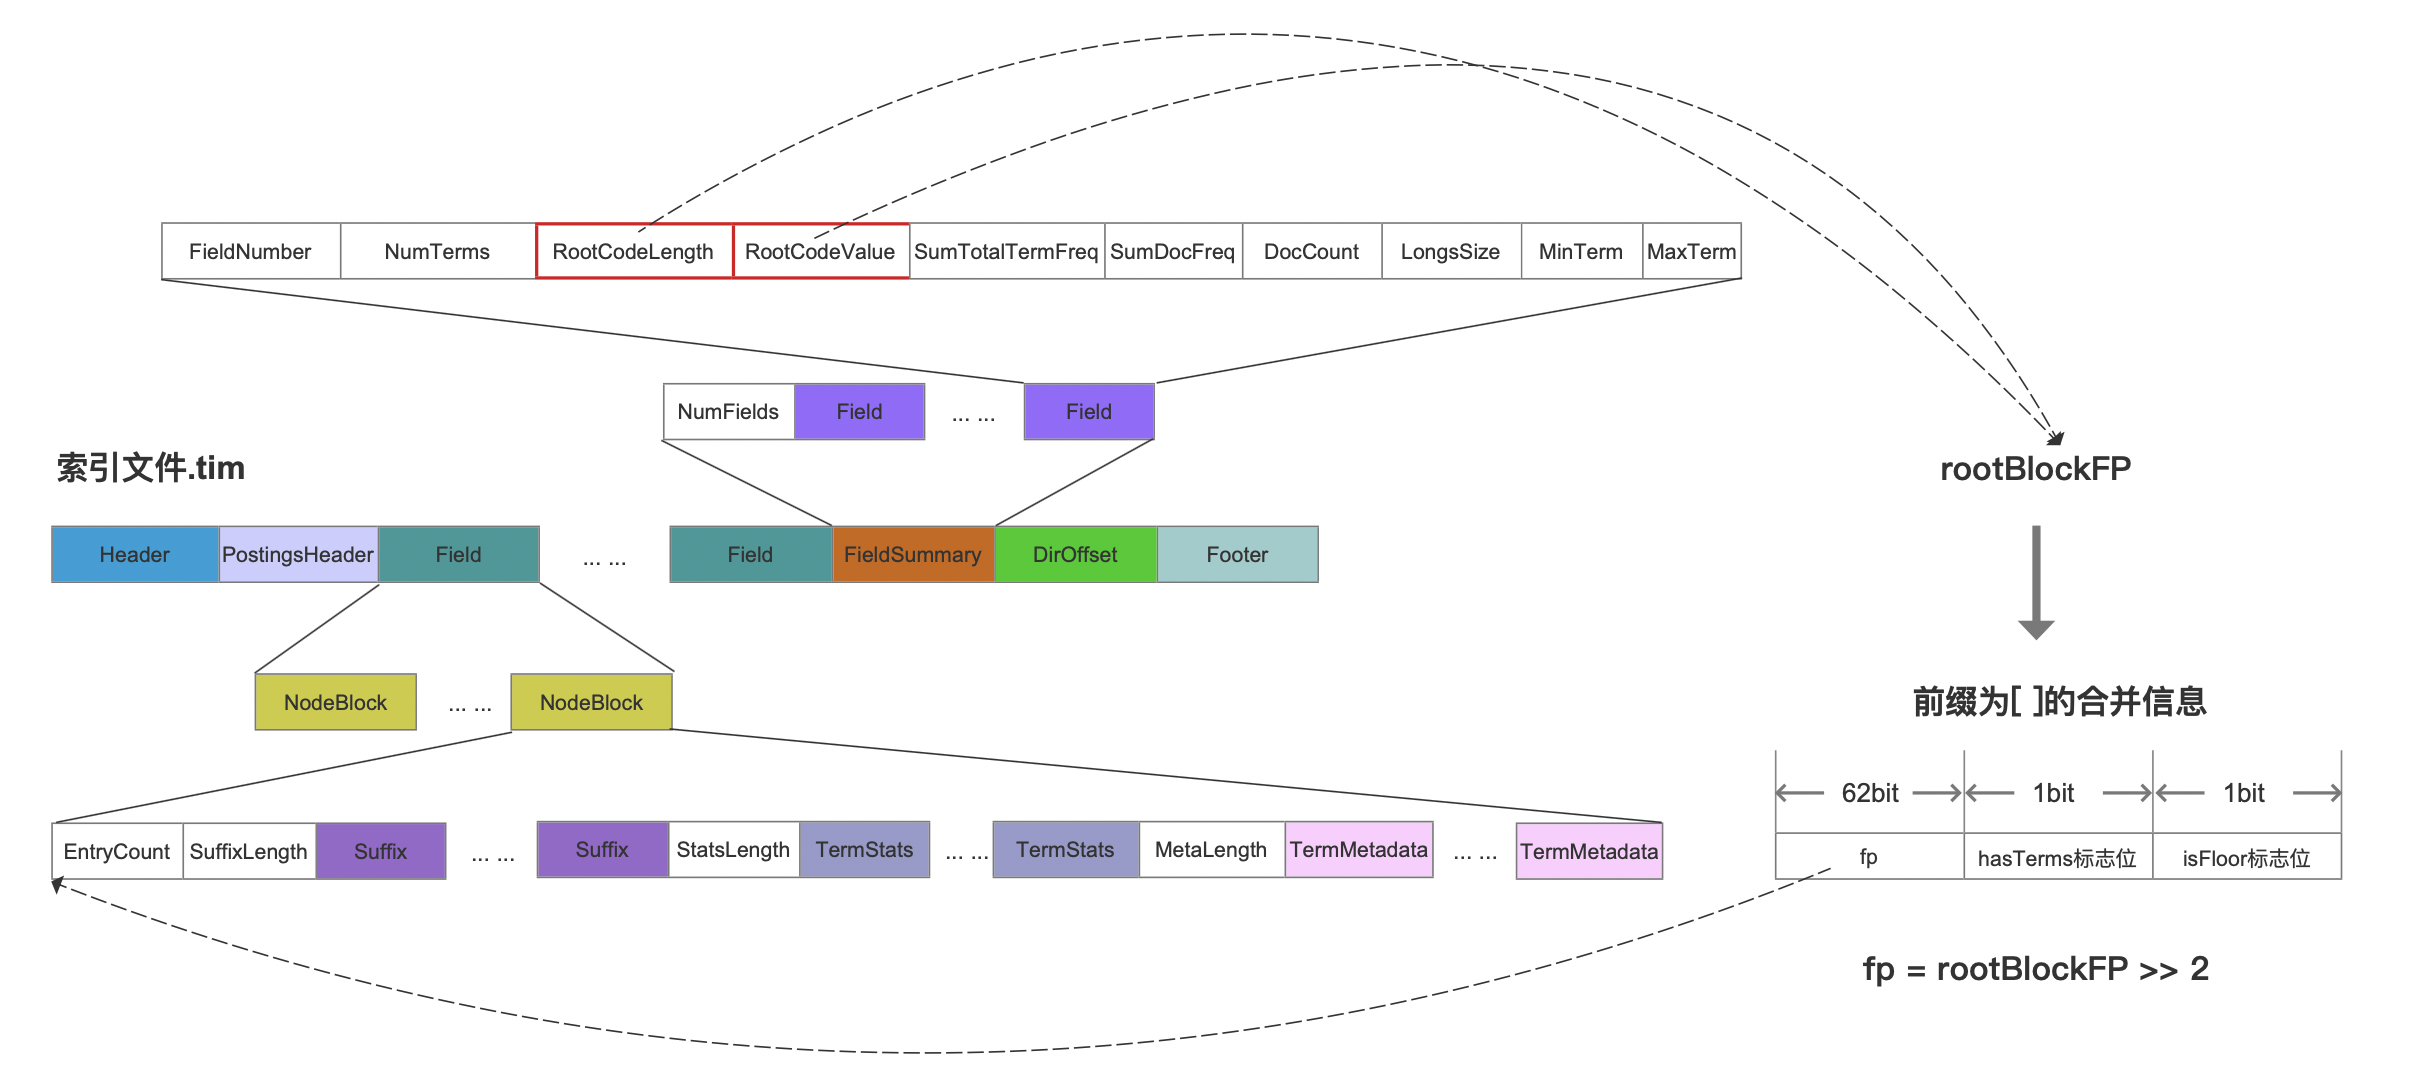 FieldNumber NumTerms RootCodeLength RootCodeValue SumTotalTermFreq SumDocFreq DocCount LongsSize MinTerm MaxTerm
NumFields Field ... ... Field
索引文件.tim
rootBlockFP
Header PostingsHeader Field ... ... Field FieldSummary DirOffset Footer
NodeBlock ... ... NodeBlock
前缀为[ ]的合并信息
62bit 1bit 1bit
EntryCount SuffixLength Suffix ... ... Suffix StatsLength TermStats ... ... TermStats MetaLength TermMetadata ... ... TermMetadata
fp hasTerms标志位 isFloor标志位
fp = rootBlockFP >> 2